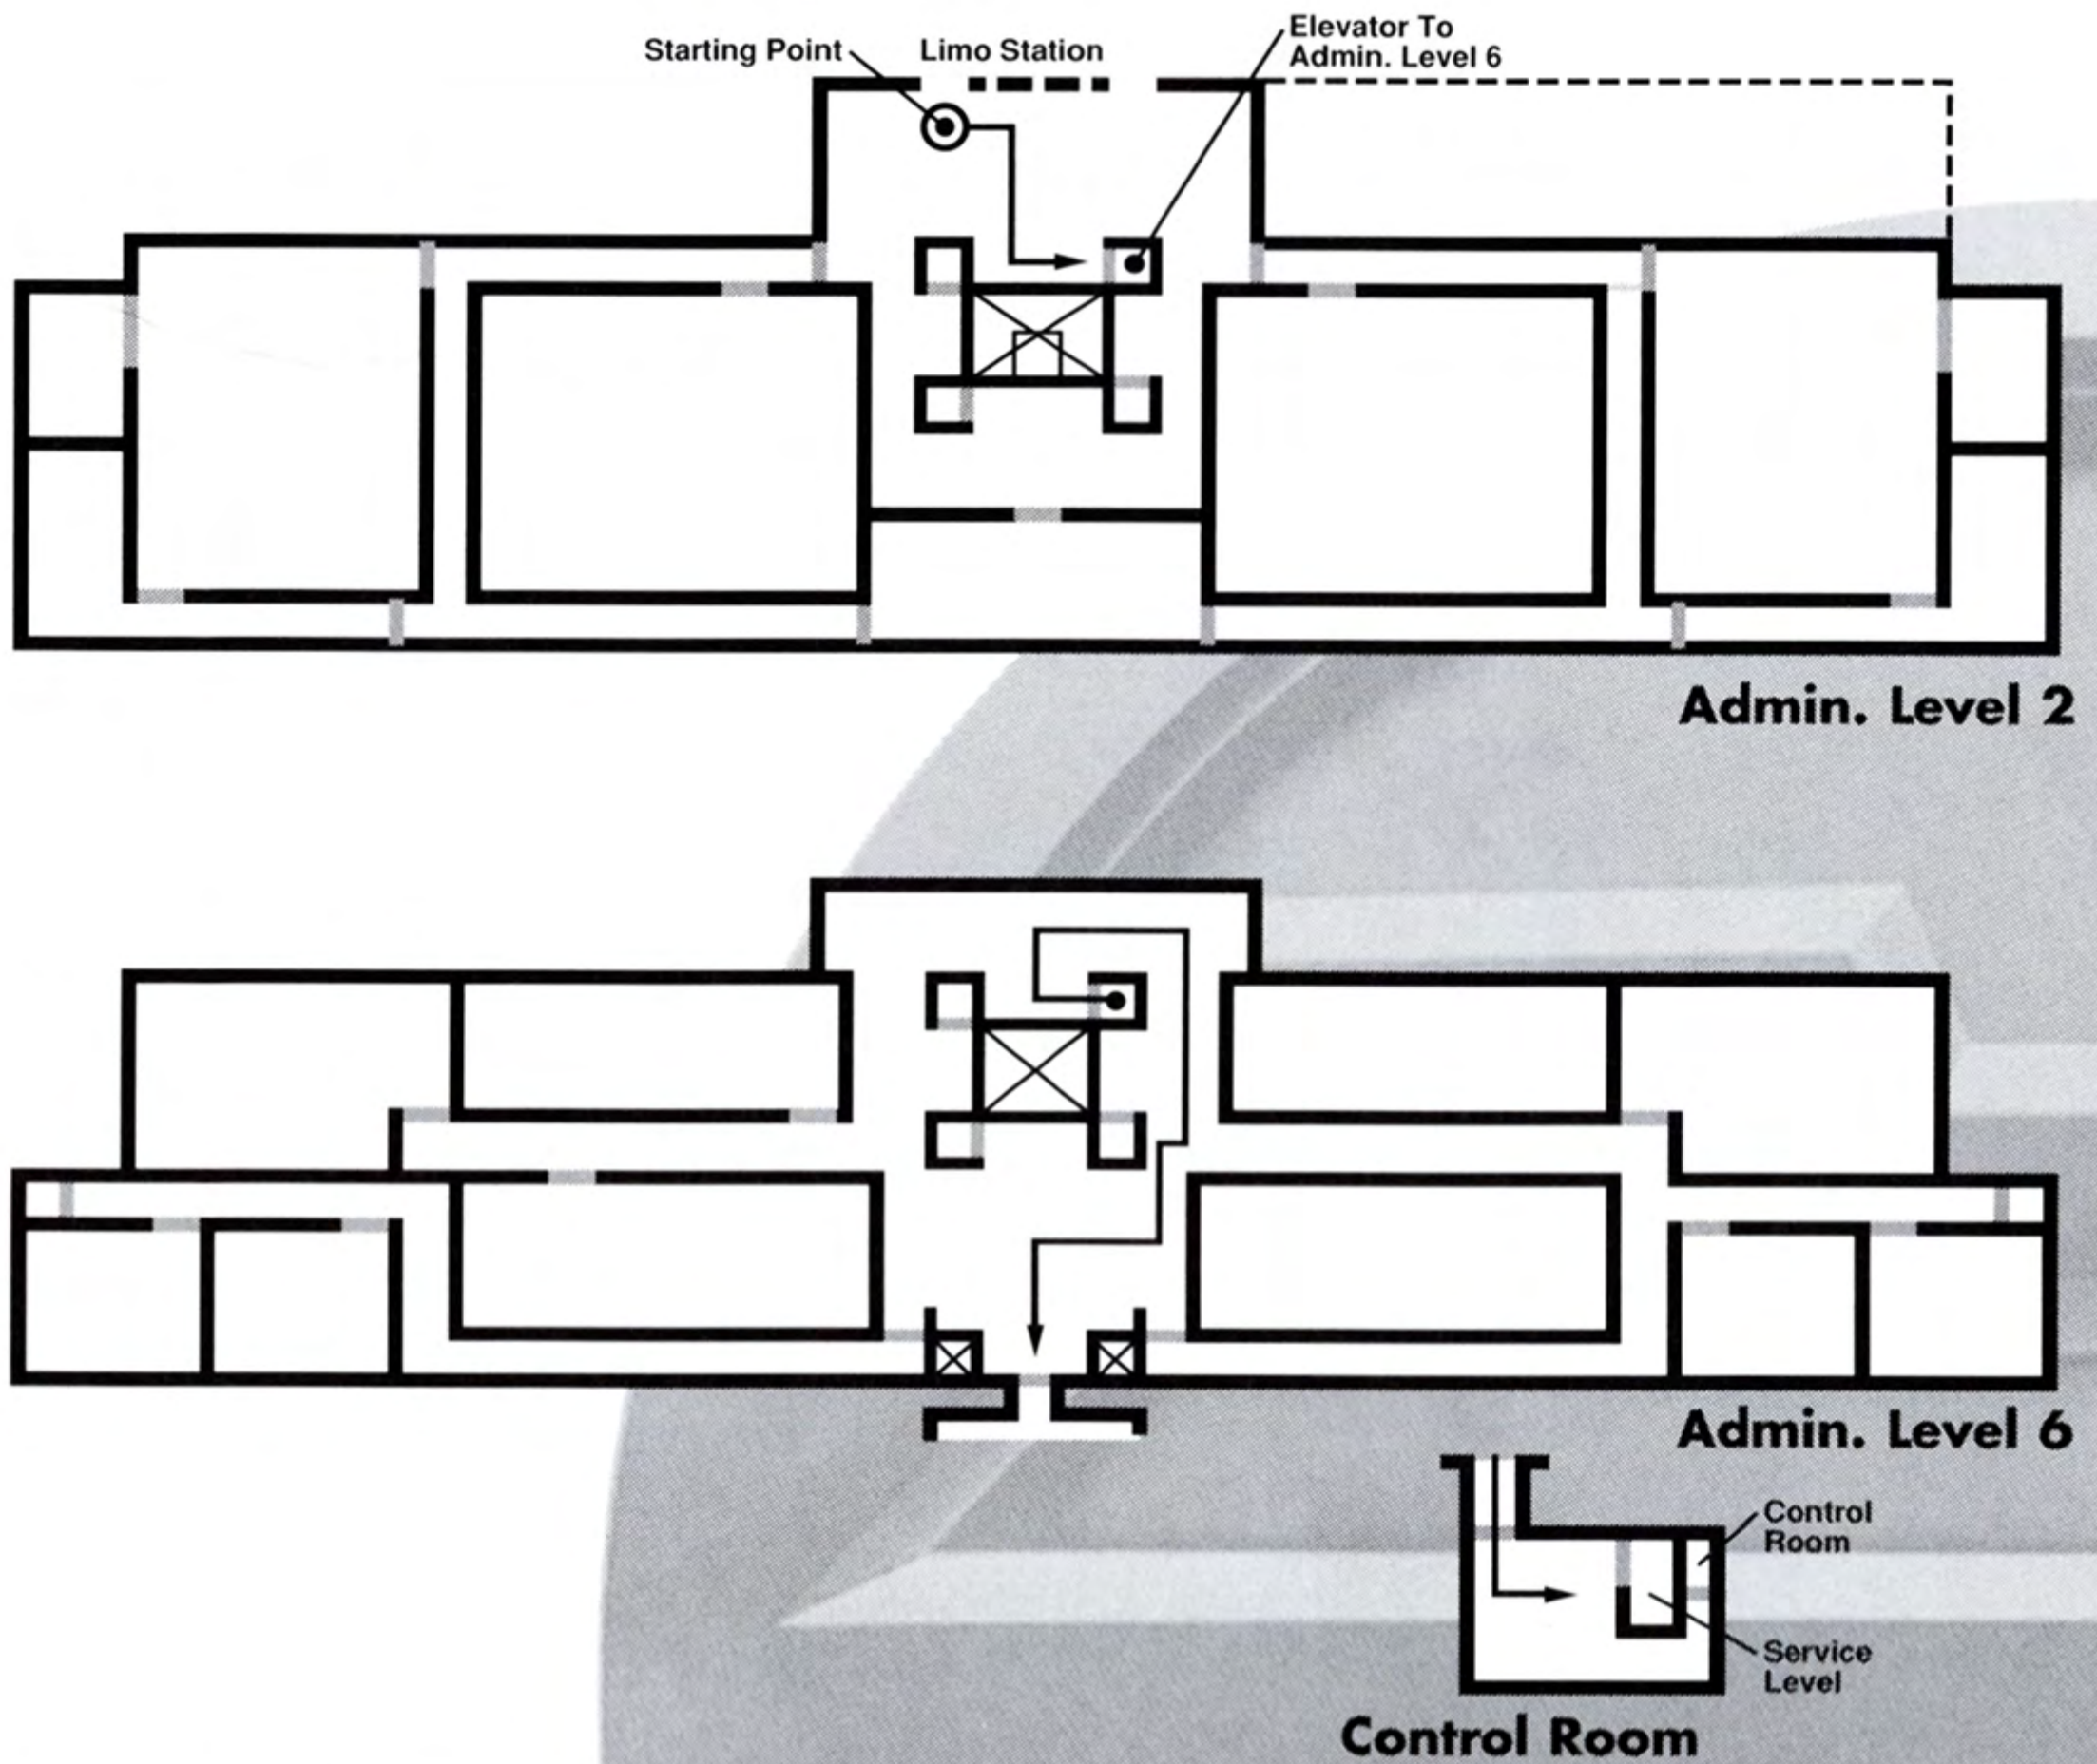 Starting Point
Limo Station
Elevator To
Admin. Level 6
Admin. Level 2
Admin. Level 6
Control
Room
Service
Level
Control Room